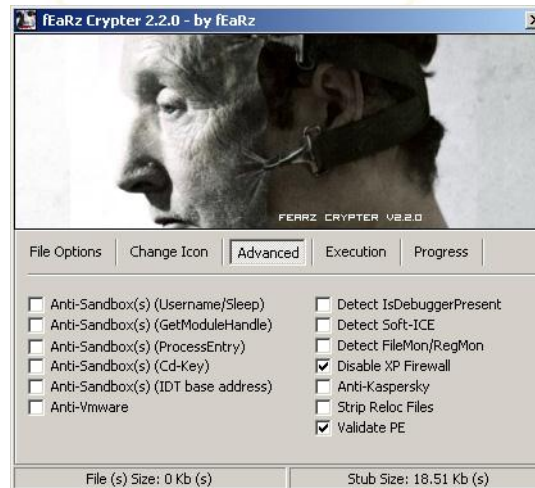 fEaRz Crypter 2.2.0 - by fEaRz
FEARZ CRYPTER V2.2.0
File Options
Change Icon
Advanced
Execution
Progress
Anti-Sandbox(s) (Username/Sleep)
Anti-Sandbox(s) (GetModuleHandle)
Anti-Sandbox(s) (ProcessEntry)
Anti-Sandbox(s) (Cd-Key)
Anti-Sandbox(s) (IDT base address)
Anti-Vmware
Detect IsDebuggerPresent
Detect Soft-ICE
Detect FileMon/RegMon
Disable XP Firewall
Anti-Kaspersky
Strip Reloc Files
Validate PE
File (s) Size: 0 Kb (s)
Stub Size: 18.51 Kb (s)